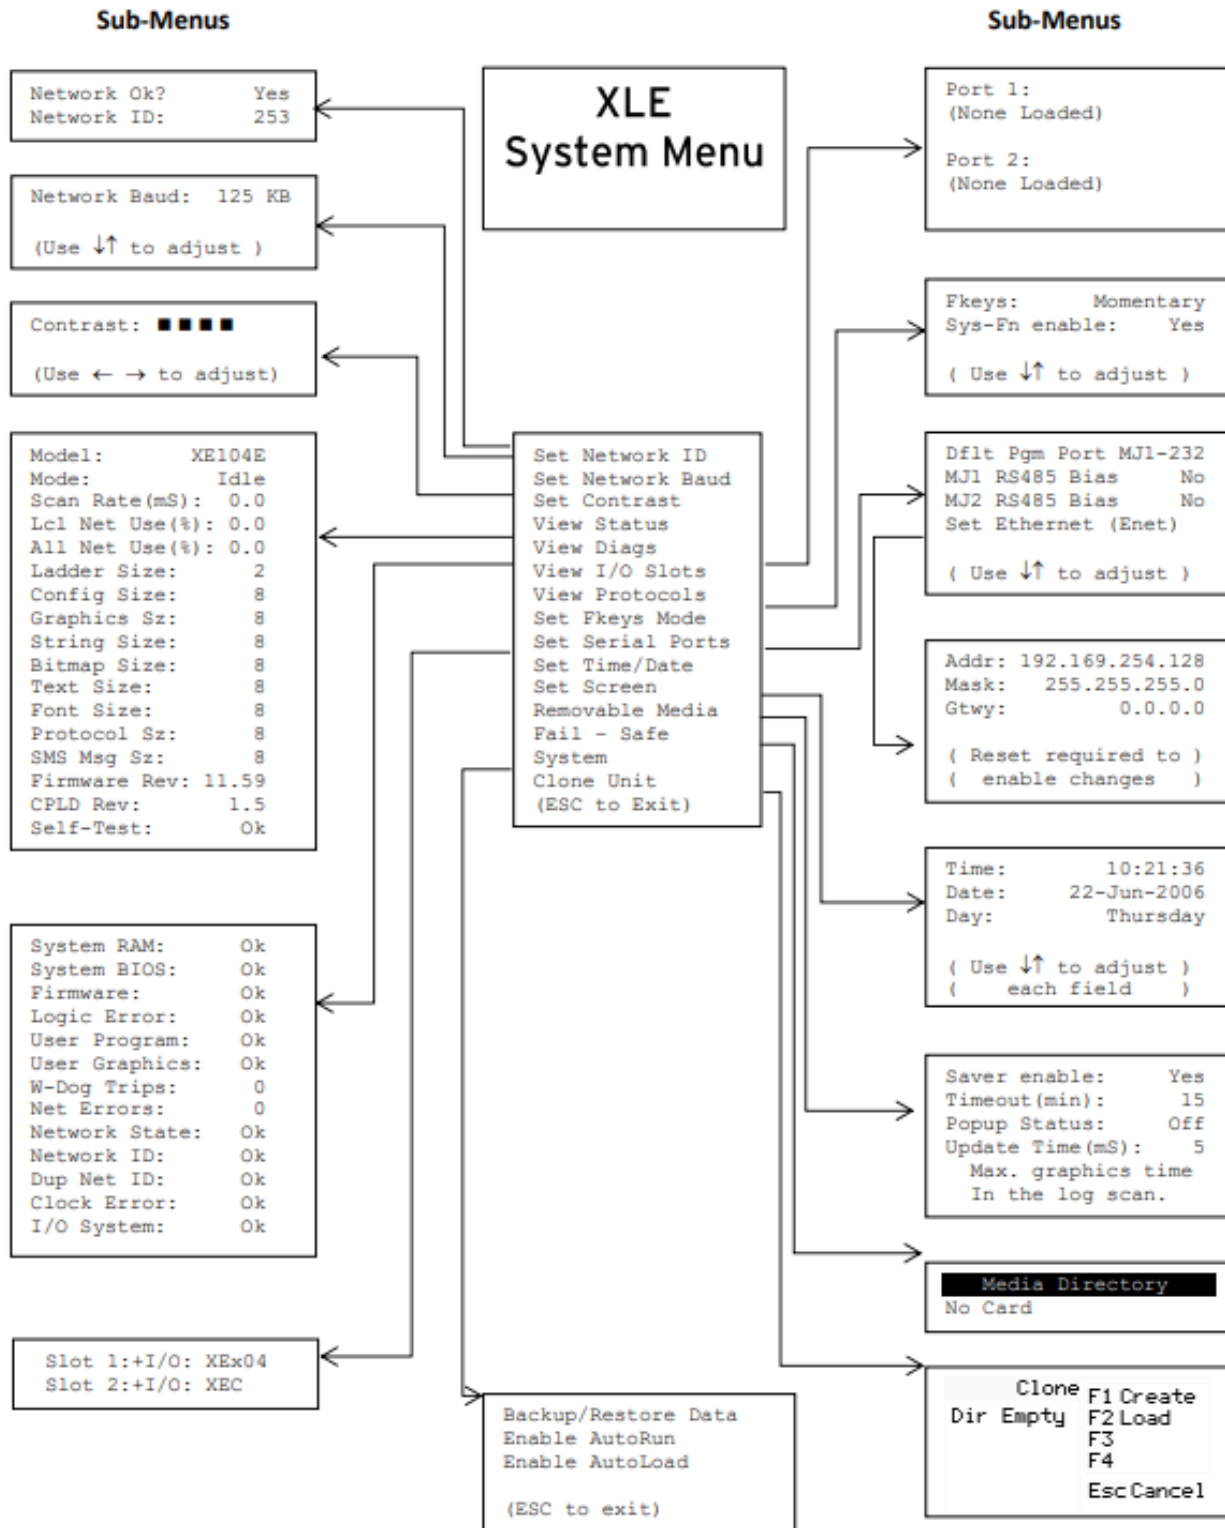 Sub-Menus
Sub-Menus
XLE
System Menu
Network Ok? Yes
Network ID: 253
Network Baud: 125 KB
(Use ↓↑ to adjust )
Contrast: ■■■■
(Use ← → to adjust)
Model: XE104E
Mode: Idle
Scan Rate(mS): 0.0
Lcl Net Use(%): 0.0
All Net Use(%): 0.0
Ladder Size: 2
Config Size: 8
Graphics Sz: 8
String Size: 8
Bitmap Size: 8
Text Size: 8
Font Size: 8
Protocol Sz: 8
SMS Msg Sz: 8
Firmware Rev: 11.59
CPLD Rev: 1.5
Self-Test: Ok
System RAM: Ok
System BIOS: Ok
Firmware: Ok
Logic Error: Ok
User Program: Ok
User Graphics: Ok
W-Dog Trips: 0
Net Errors: 0
Network State: Ok
Network ID: Ok
Dup Net ID: Ok
Clock Error: Ok
I/O System: Ok
Slot 1:+I/O: XEx04
Slot 2:+I/O: XEC
Set Network ID
Set Network Baud
Set Contrast
View Status
View Diags
View I/O Slots
View Protocols
Set Fkeys Mode
Set Serial Ports
Set Time/Date
Set Screen
Removable Media
Fail - Safe
System
Clone Unit
(ESC to Exit)
Backup/Restore Data
Enable AutoRun
Enable AutoLoad
(ESC to exit)
Port 1:
(None Loaded)
Port 2:
(None Loaded)
Fkeys: Momentary
Sys-Fn enable: Yes
( Use ↓↑ to adjust )
Dflt Pgm Port MJ1-232
MJ1 RS485 Bias No
MJ2 RS485 Bias No
Set Ethernet (Enet)
( Use ↓↑ to adjust )
Addr: 192.169.254.128
Mask: 255.255.255.0
Gtwy: 0.0.0.0
( Reset required to )
( enable changes )
Time: 10:21:36
Date: 22-Jun-2006
Day: Thursday
( Use ↓↑ to adjust )
( each field )
Saver enable: Yes
Timeout(min): 15
Popup Status: Off
Update Time(mS): 5
Max. graphics time
In the log scan.
Media Directory
No Card
Clone
Dir Empty
F1 Create
F2 Load
F3
F4
Esc Cancel